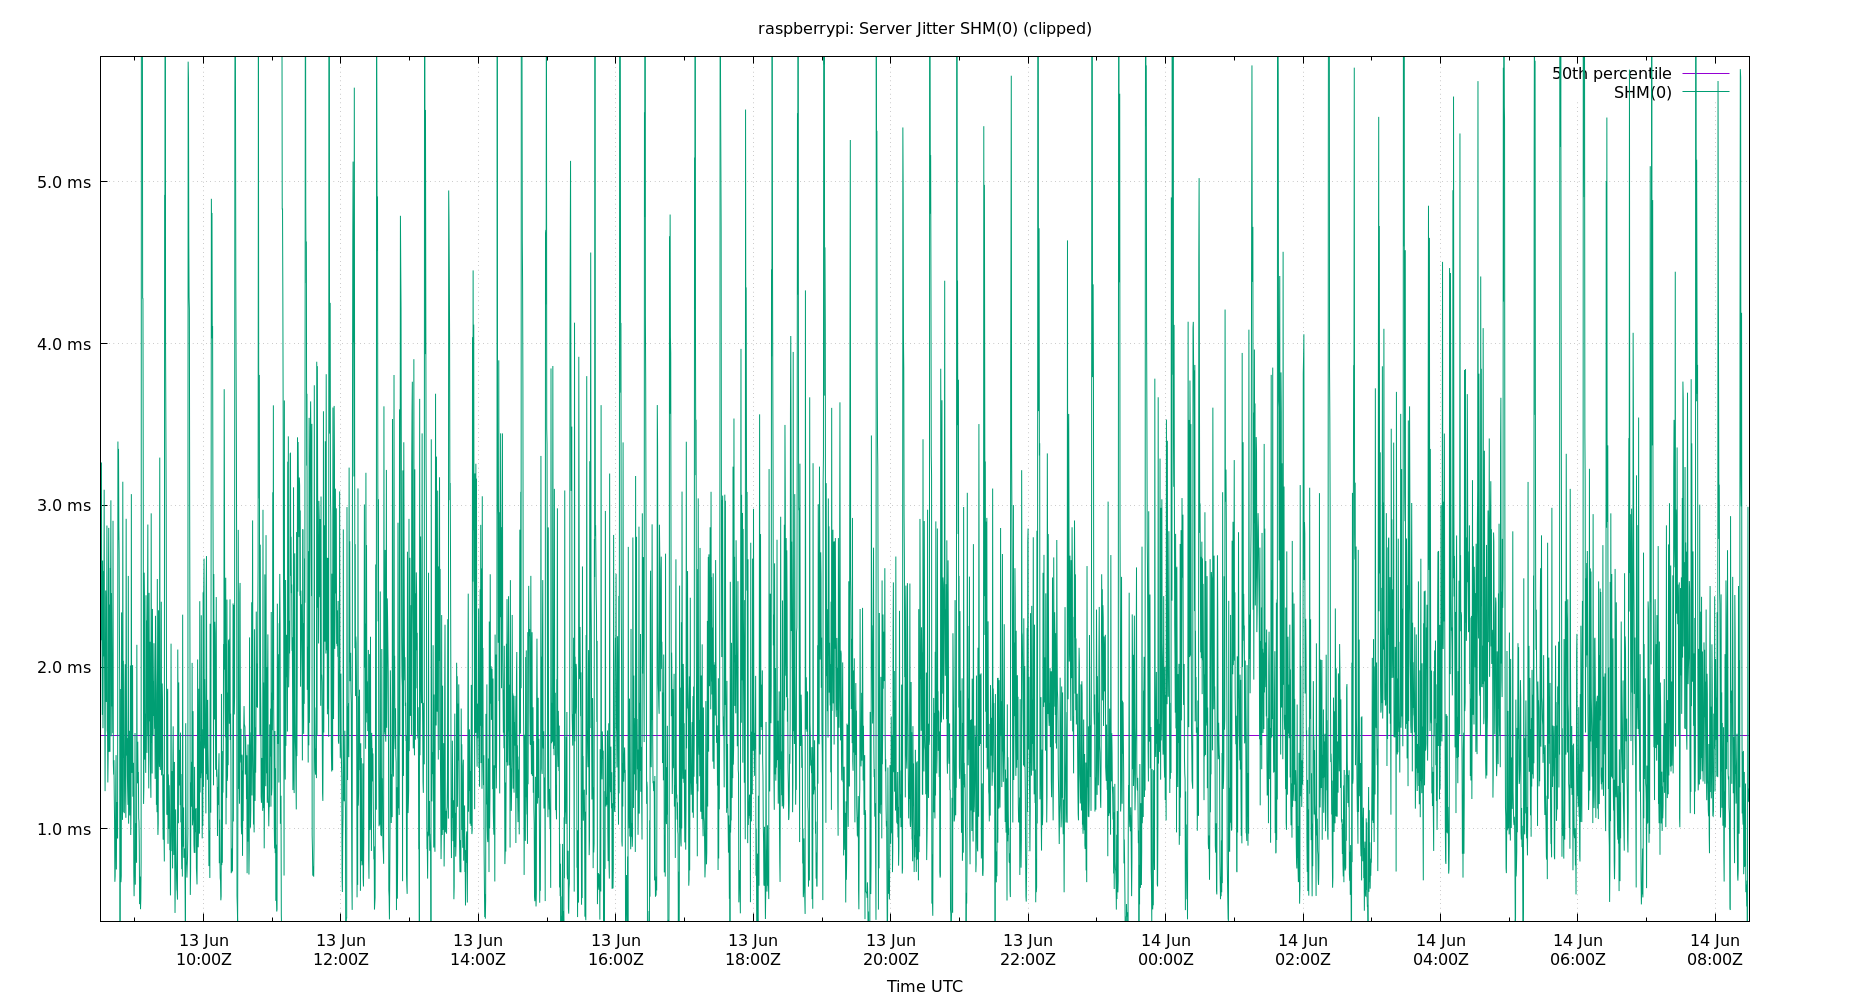 raspberrypi: Server Jitter SHM(0) (clipped)
50th percentile
SHM(0)
5.0 ms
4.0 ms
3.0 ms
2.0 ms
1.0 ms
13 Jun 13 Jun 13 Jun 13 Jun 13 Jun 13 Jun 13 Jun 14 Jun 14 Jun 14 Jun 14 Jun 14 Jun
10:00Z 12:00Z 14:00Z 16:00Z 18:00Z 20:00Z 22:00Z 00:00Z 02:00Z 04:00Z 06:00Z 08:00Z
Time UTC